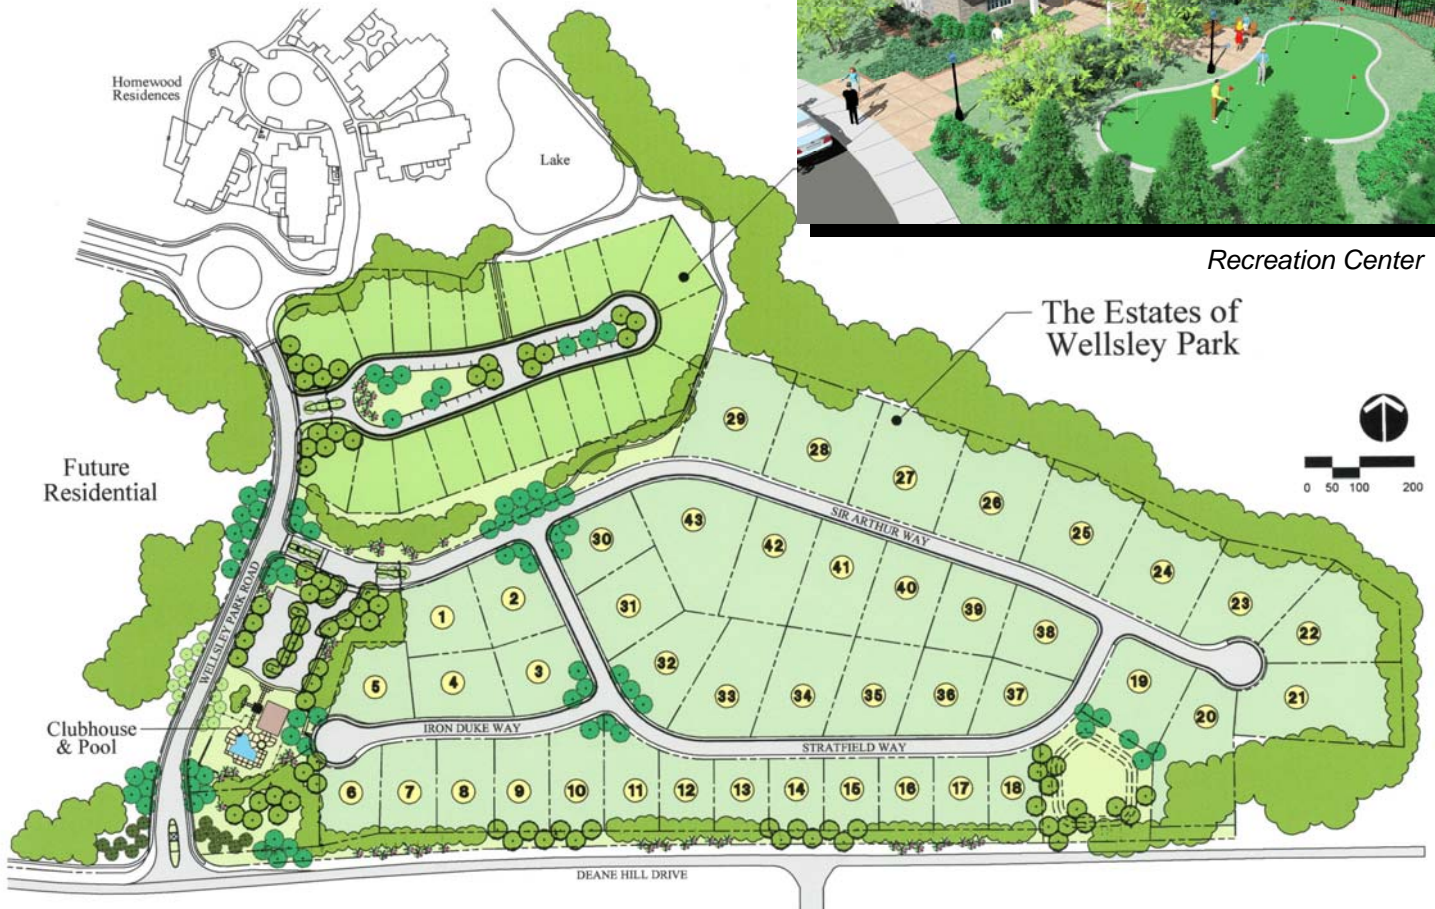 Homewood
Residences
Lake
Recreation Center
The Estates of
Wellsley Park
0 50 100 200
Future
Residential
29
28
27
26
25
24
23
22
21
20
19
SIR ARTHUR WAY
30
43
42
41
40
39
38
31
32
33
34
35
36
37
1
2
3
4
5
WELLSLEY PARK ROAD
Clubhouse
& Pool
IRON DUKE WAY
STRATFIELD WAY
6
7
8
9
10
11
12
13
14
15
16
17
18
DEANE HILL DRIVE